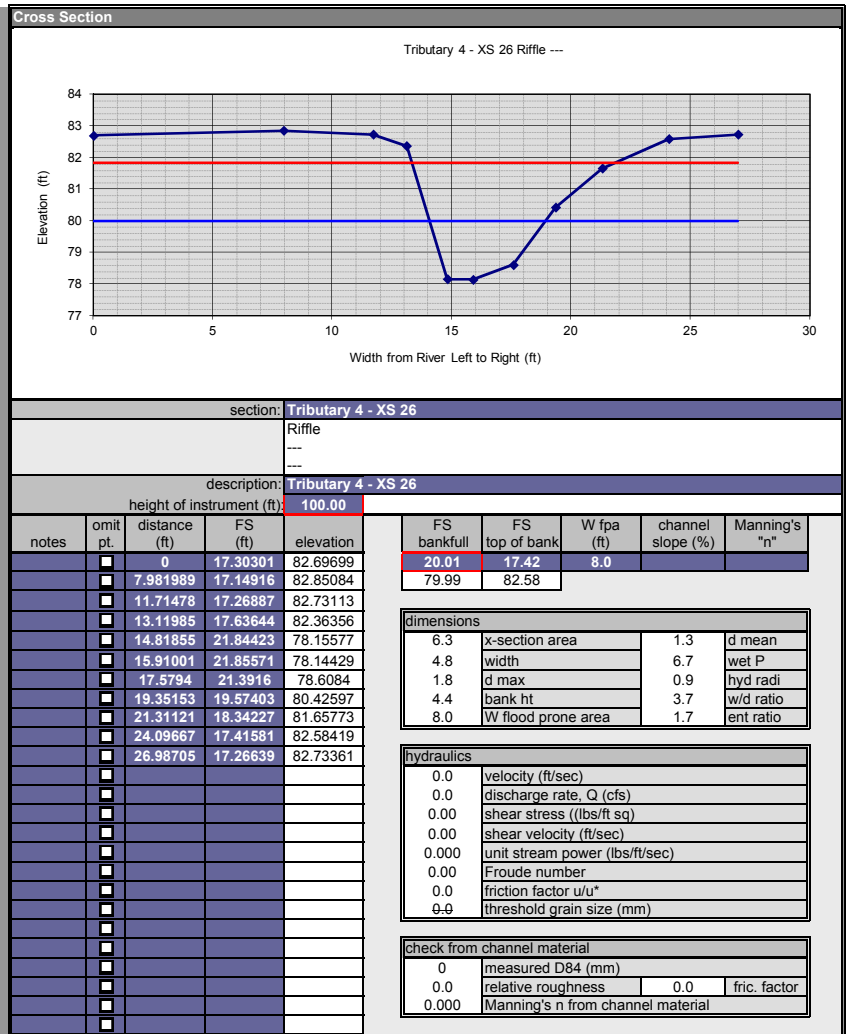 Cross Section
Tributary 4 - XS 26 Riffle ---
84
83
82
81
80
79
78
77
Elevation (ft)
0 5 10 15 20 25 30
Width from River Left to Right (ft)
section: Tributary 4 - XS 26
Riffle
---
---
description: Tributary 4 - XS 26
height of instrument (ft): 100.00
notes omit pt. distance (ft) FS (ft) elevation
0 17.30301 82.69699
7.981989 17.14916 82.85084
11.71478 17.26887 82.73113
13.11985 17.63644 82.36356
14.81855 21.84423 78.15577
15.91001 21.85571 78.14429
17.5794 21.3916 78.6084
19.35153 19.57403 80.42597
21.31121 18.34227 81.65773
24.09667 17.41581 82.58419
26.98705 17.26639 82.73361
FS bankfull FS top of bank W fpa (ft) channel slope (%) Manning's "n"
20.01 17.42 8.0
79.99 82.58
dimensions
6.3 x-section area 1.3 d mean
4.8 width 6.7 wet P
1.8 d max 0.9 hyd radi
4.4 bank ht 3.7 w/d ratio
8.0 W flood prone area 1.7 ent ratio
hydraulics
0.0 velocity (ft/sec)
0.0 discharge rate, Q (cfs)
0.00 shear stress ((lbs/ft sq)
0.00 shear velocity (ft/sec)
0.000 unit stream power (lbs/ft/sec)
0.00 Froude number
0.0 friction factor u/u*
0.0 threshold grain size (mm)
check from channel material
0 measured D84 (mm)
0.0 relative roughness 0.0 fric. factor
0.000 Manning's n from channel material